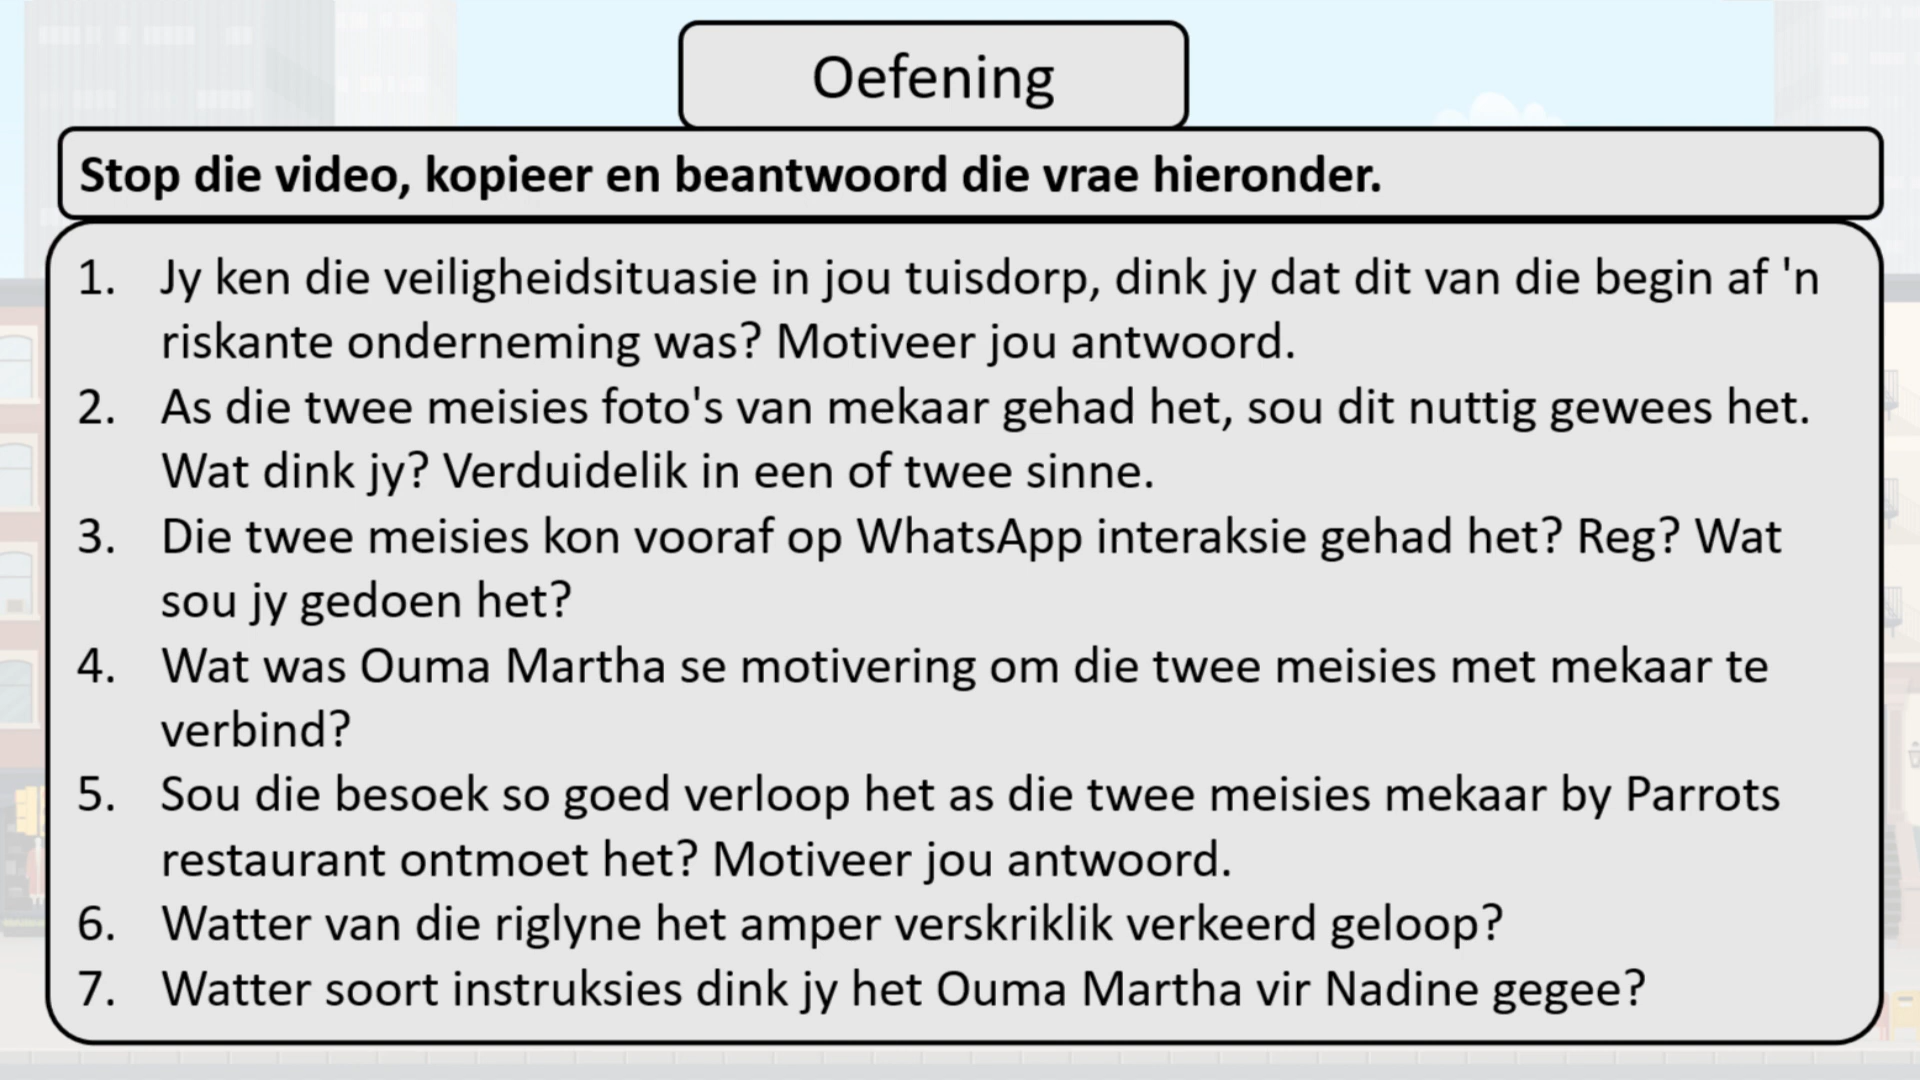 Oefening
Stop die video, kopieer en beantwoord die vrae hieronder.
1. Jy ken die veiligheidsituasie in jou tuisdorp, dink jy dat dit van die begin af 'n
riskante onderneming was? Motiveer jou antwoord.
2. As die twee meisies foto's van mekaar gehad het, sou dit nuttig gewees het.
Wat dink jy? Verduidelik in een of twee sinne.
3. Die twee meisies kon vooraf op WhatsApp interaksie gehad het? Reg? Wat
sou jy gedoen het?
4. Wat was Ouma Martha se motivering om die twee meisies met mekaar te
verbind?
5. Sou die besoek so goed verloop het as die twee meisies mekaar by Parrots
restaurant ontmoet het? Motiveer jou antwoord.
6. Watter van die riglyne het amper verskriklik verkeerd geloop?
7. Watter soort instruksies dink jy het Ouma Martha vir Nadine gegee?